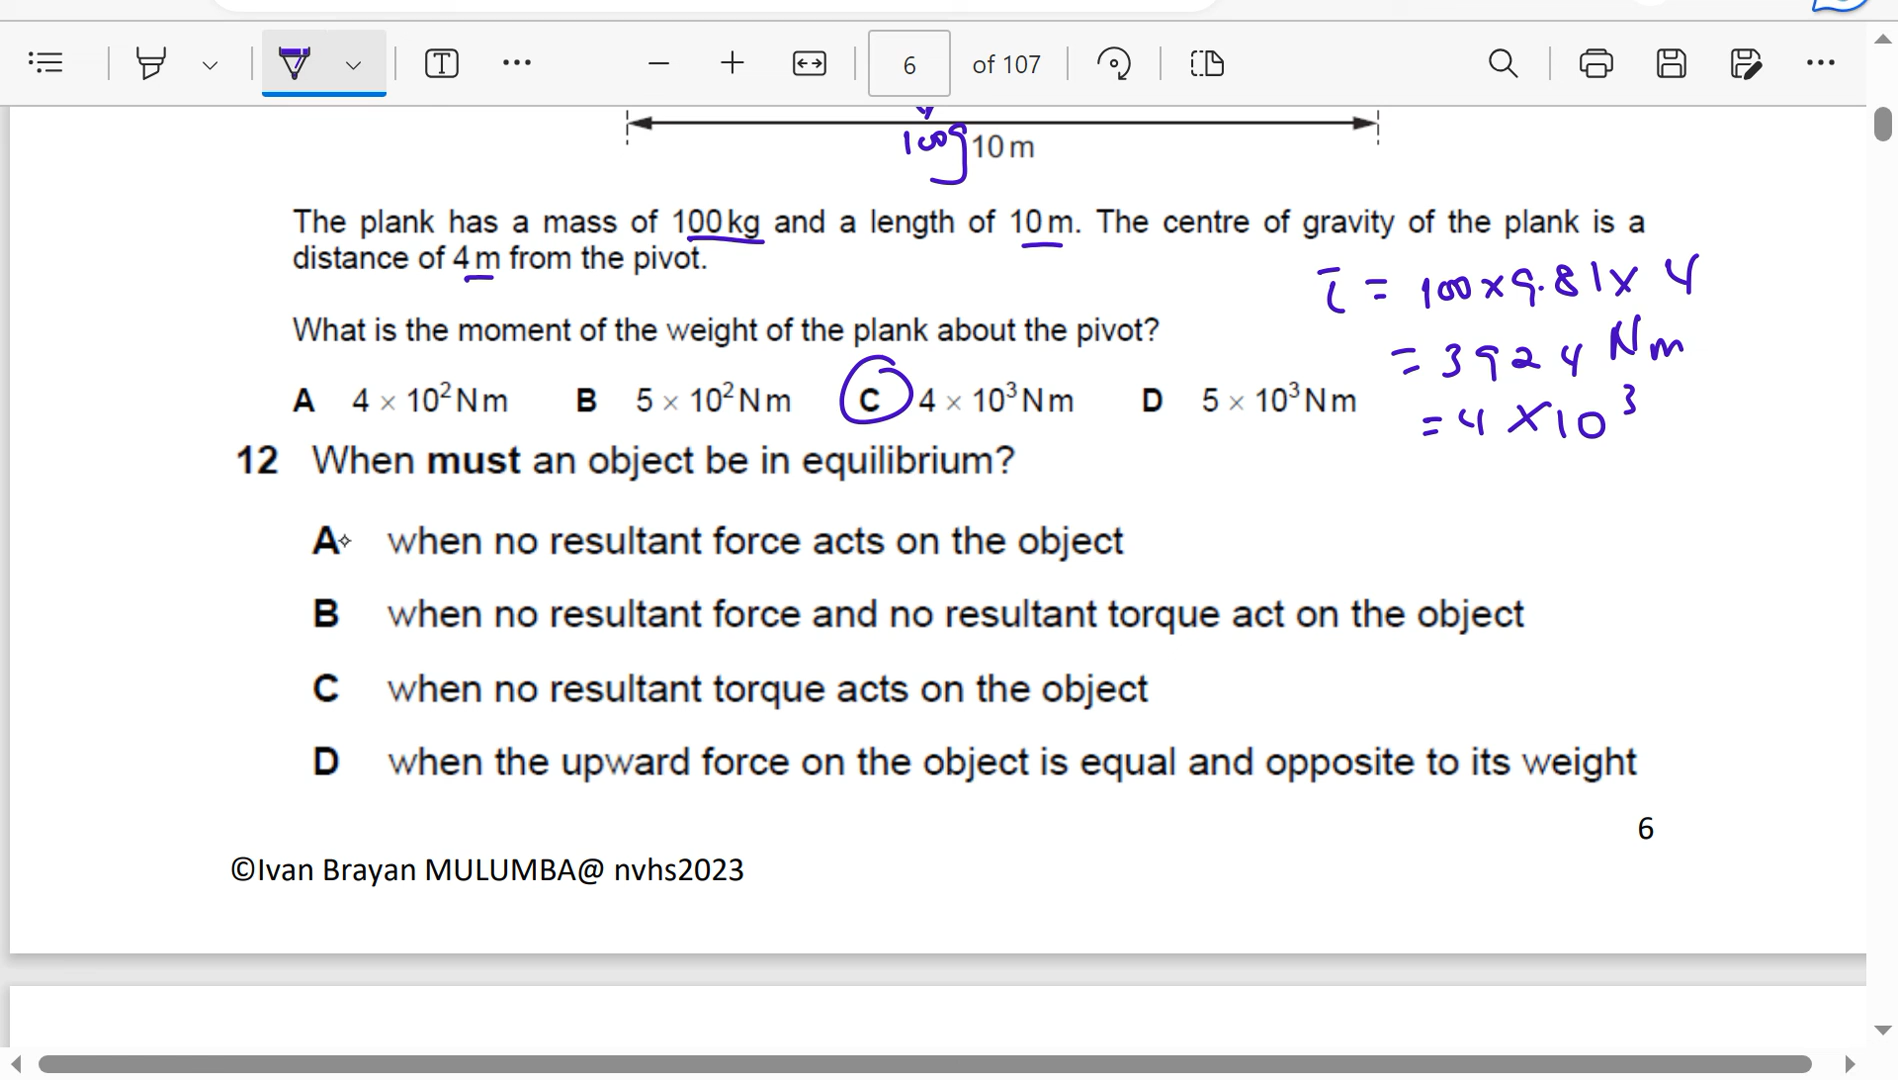 6 of 107
100g
10 m
The plank has a mass of 100 kg and a length of 10 m. The centre of gravity of the plank is a
distance of 4 m from the pivot.
τ = 100 × 9.81 × 4
What is the moment of the weight of the plank about the pivot?
= 3924 Nm
A 4 × 10² N m B 5 × 10² N m C 4 × 10³ N m D 5 × 10³ N m
= 4 × 10³
12 When must an object be in equilibrium?
A when no resultant force acts on the object
B when no resultant force and no resultant torque act on the object
C when no resultant torque acts on the object
D when the upward force on the object is equal and opposite to its weight
6
©Ivan Brayan MULUMBA@ nvhs2023